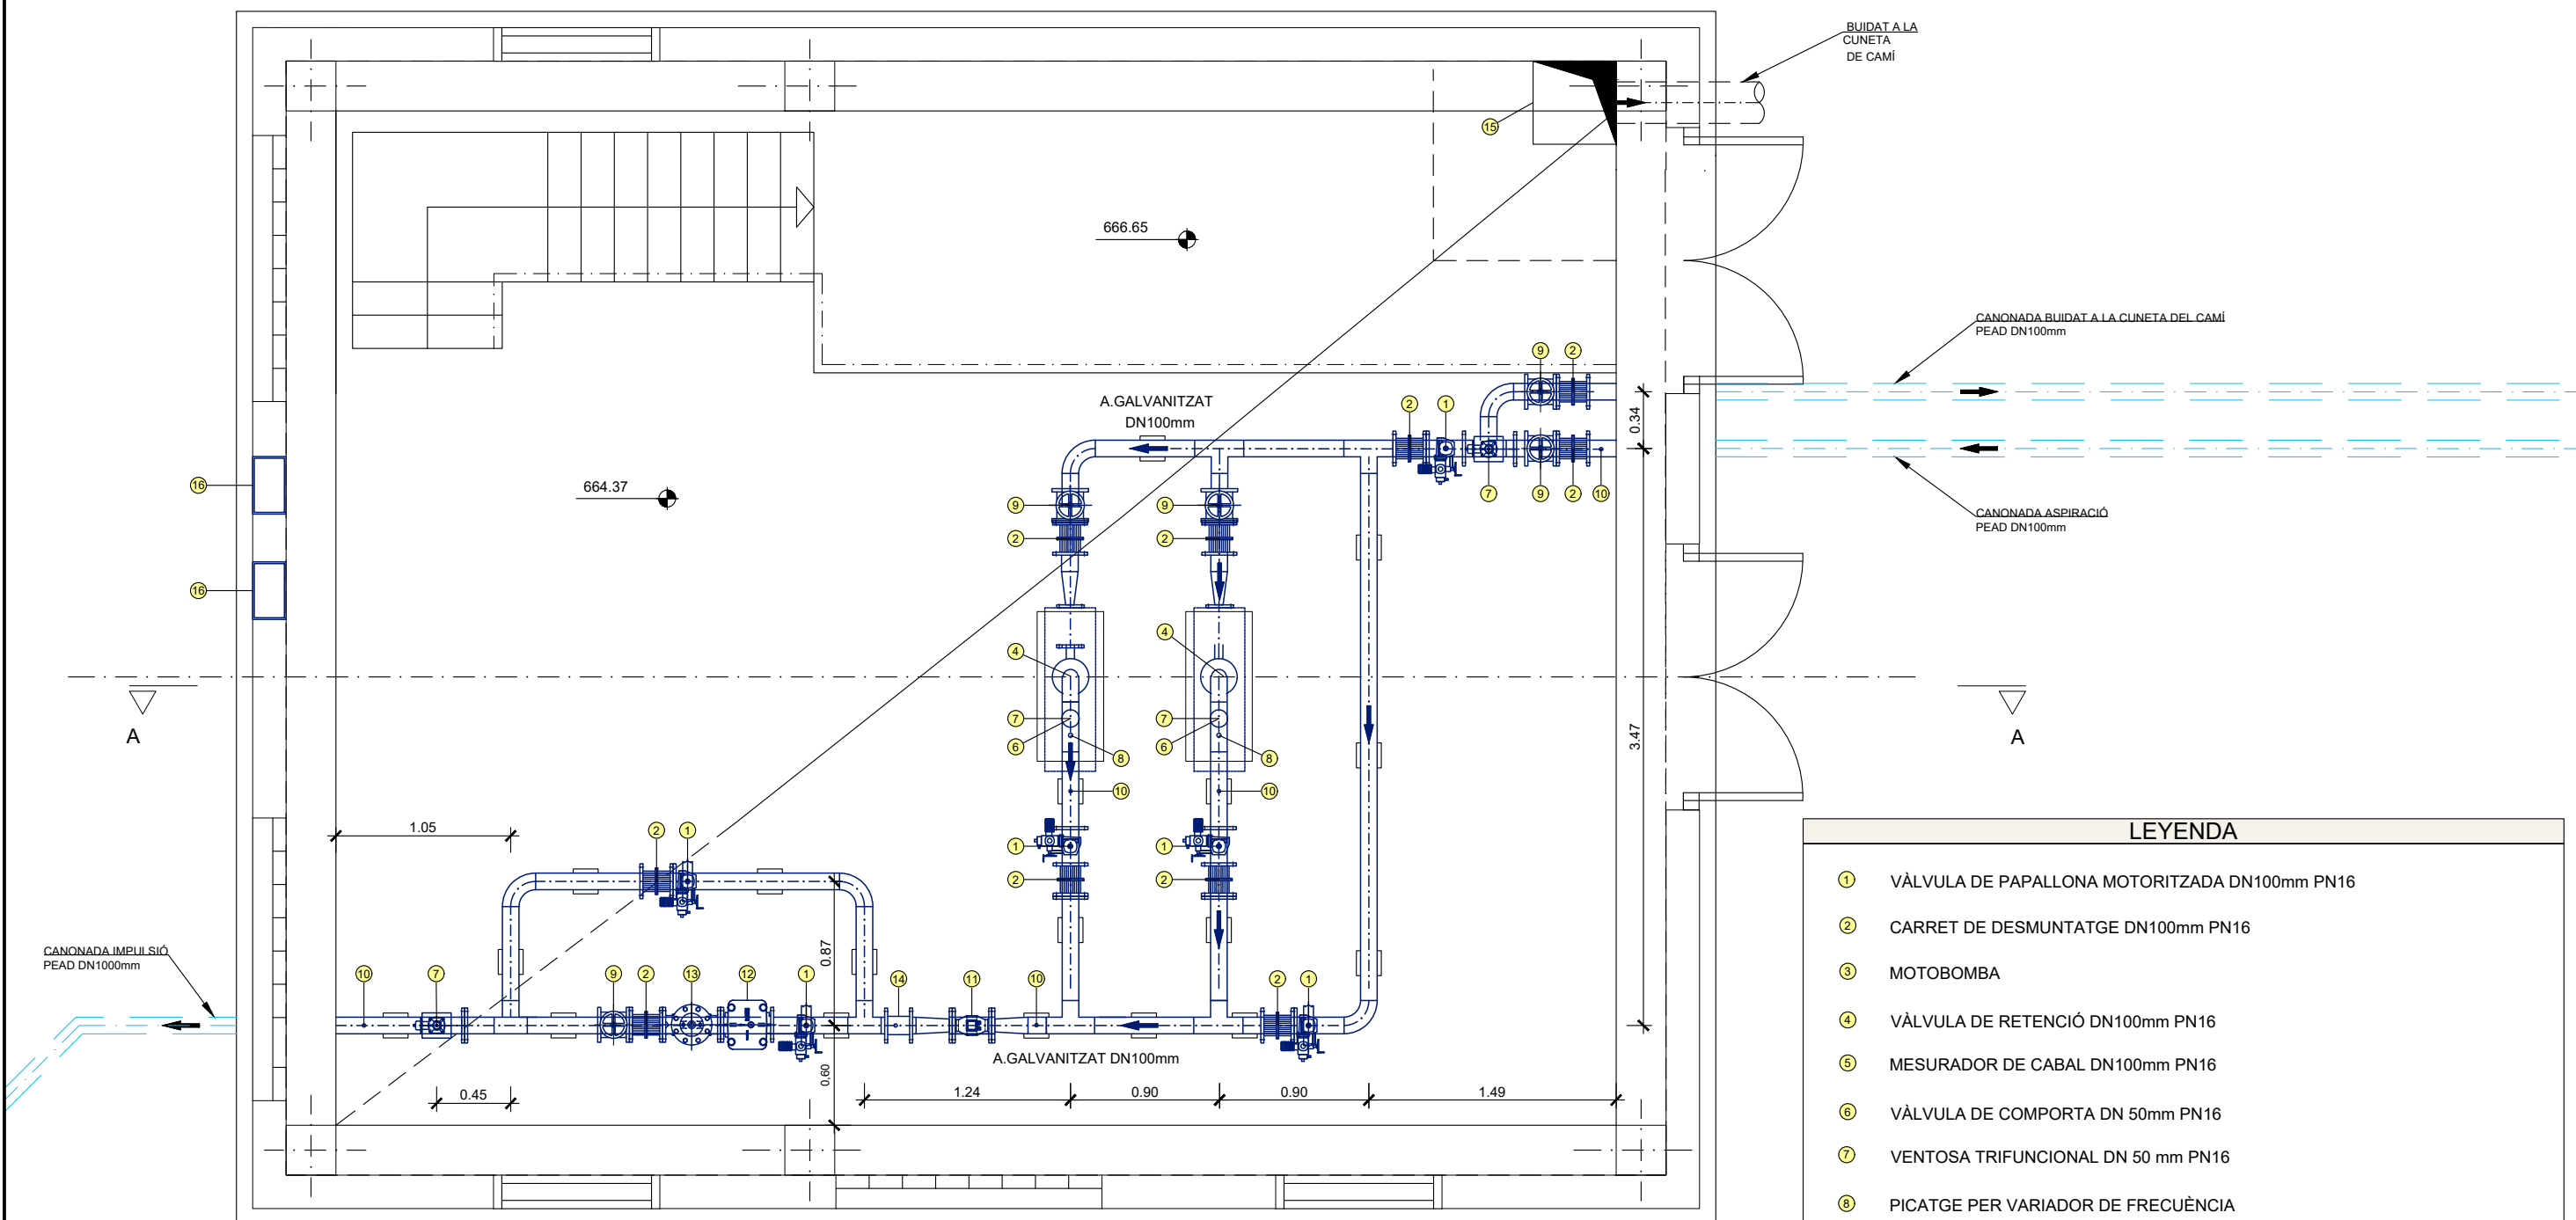 BUIDAT A LA
CUNETA
DE CAMÍ
15
666.65
CANONADA BUIDAT A LA CUNETA DEL CAMÍ
PEAD DN100mm
9
2
A.GALVANITZAT
DN100mm
2
1
0.34
16
664.37
9
9
7
9
2
10
CANONADA ASPIRACIÓ
PEAD DN100mm
2
2
16
4
4
7
7
6
6
8
8
A
A
3.47
10
10
1.05
2
1
1
1
2
2
CANONADA IMPULSIÓ
PEAD DN1000mm
0.87
10
7
9
2
13
12
1
14
11
10
2
1
A.GALVANITZAT DN100mm
0,60
0.45
1.24
0.90
0.90
1.49
LEYENDA
1 VÀLVULA DE PAPALLONA MOTORITZADA DN100mm PN16
2 CARRET DE DESMUNTATGE DN100mm PN16
3 MOTOBOMBA
4 VÀLVULA DE RETENCIÓ DN100mm PN16
5 MESURADOR DE CABAL DN100mm PN16
6 VÀLVULA DE COMPORTA DN 50mm PN16
7 VENTOSA TRIFUNCIONAL DN 50 mm PN16
8 PICATGE PER VARIADOR DE FRECUÈNCIA